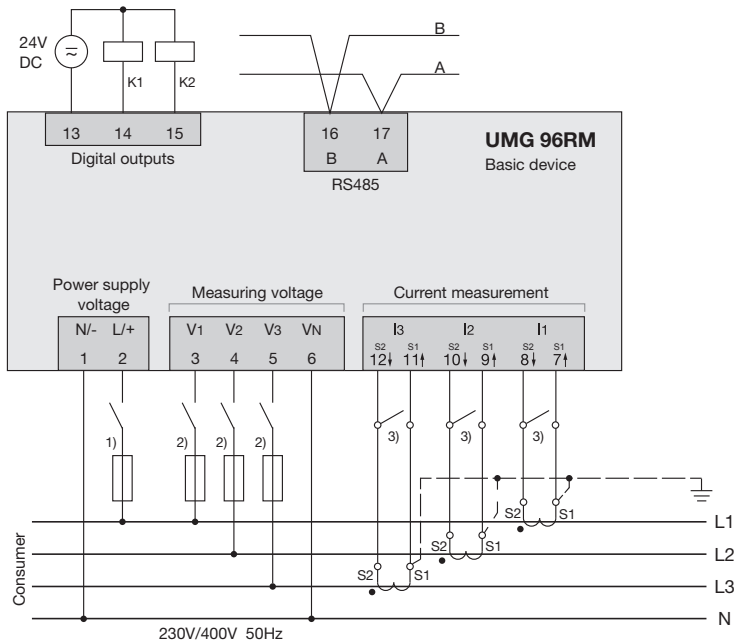 24V
DC
K1
K2
B
A
13 14 15
Digital outputs
16 17
B A
RS485
UMG 96RM
Basic device
Power supply
voltage
Measuring voltage
Current measurement
N/- L/+
1 2
V1 V2 V3 VN
3 4 5 6
I3 I2 I1
S2 S1 S2 S1 S2 S1
12↓ 11↑ 10↓ 9↑ 8↓ 7↑
1) 2) 2) 2) 3) 3) 3)
S2 S1
L1
S2 S1
L2
S2 S1
L3
N
Consumer
230V/400V 50Hz